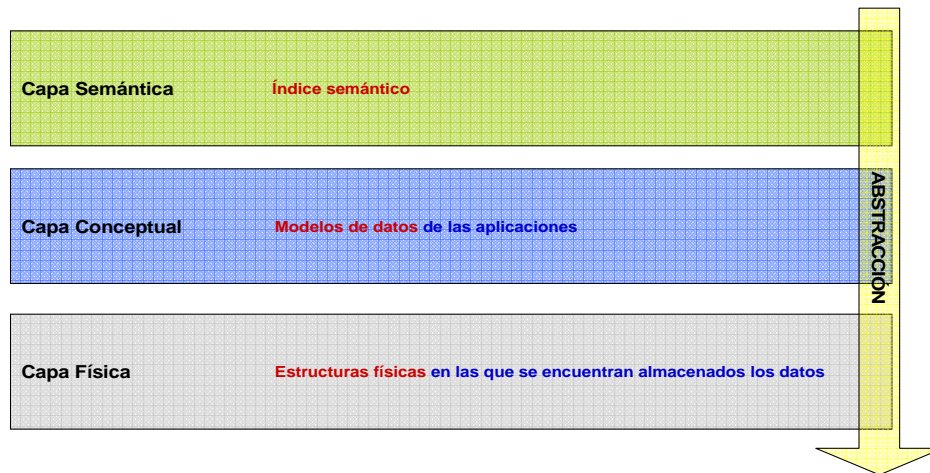 Capa Semántica
Índice semántico
Capa Conceptual
Modelos de datos de las aplicaciones
Capa Física
Estructuras físicas en las que se encuentran almacenados los datos
ABSTRACCIÓN